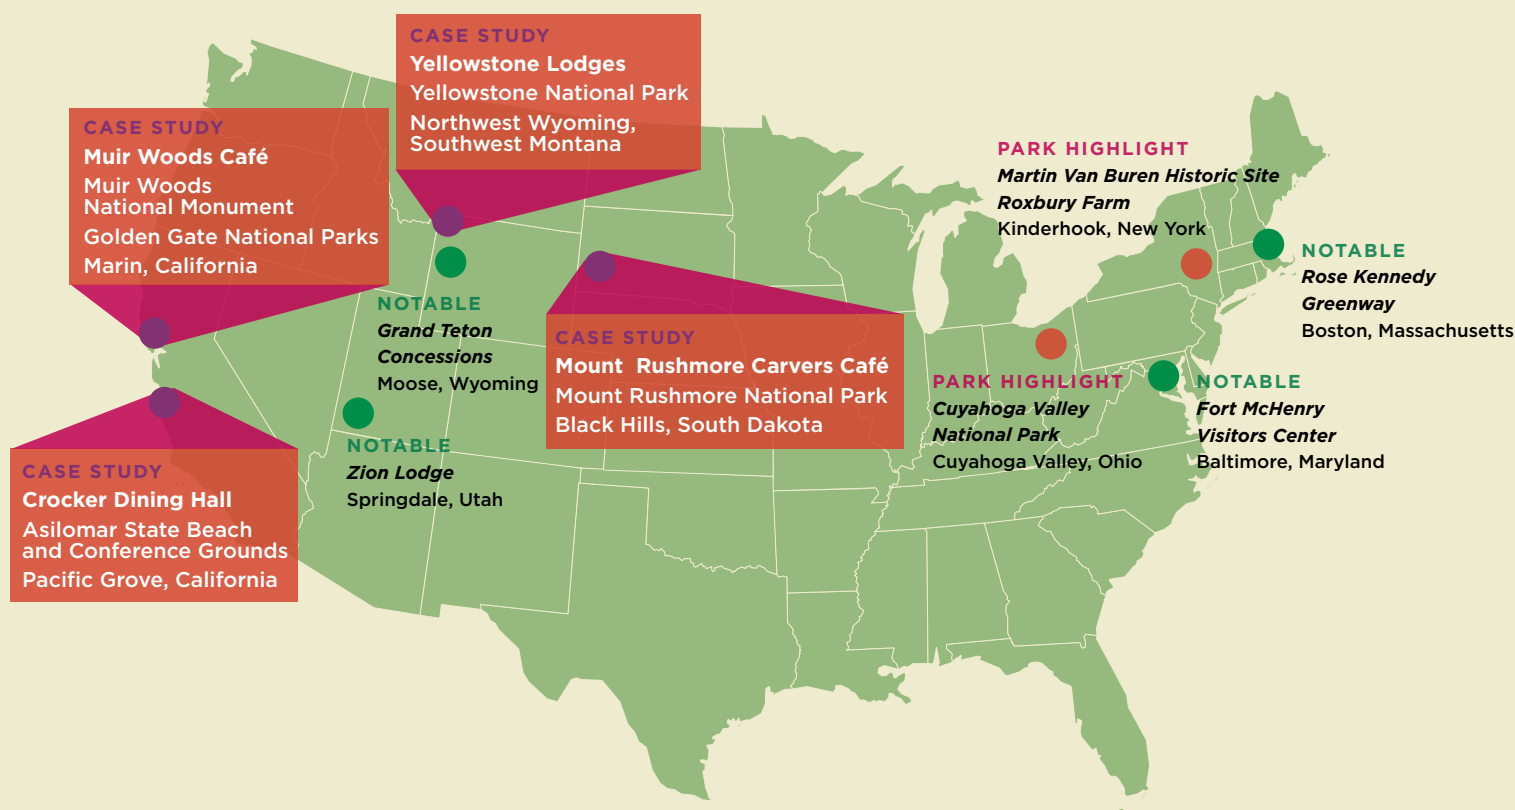 CASE STUDY
Yellowstone Lodges
Yellowstone National Park
Northwest Wyoming,
Southwest Montana
CASE STUDY
Muir Woods Café
Muir Woods
National Monument
Golden Gate National Parks
Marin, California
PARK HIGHLIGHT
Martin Van Buren Historic Site
Roxbury Farm
Kinderhook, New York
NOTABLE
Rose Kennedy
Greenway
Boston, Massachusetts
NOTABLE
Grand Teton
Concessions
Moose, Wyoming
CASE STUDY
Mount Rushmore Carvers Café
Mount Rushmore National Park
Black Hills, South Dakota
PARK HIGHLIGHT
Cuyahoga Valley
National Park
Cuyahoga Valley, Ohio
NOTABLE
Fort McHenry
Visitors Center
Baltimore, Maryland
NOTABLE
Zion Lodge
Springdale, Utah
CASE STUDY
Crocker Dining Hall
Asilomar State Beach
and Conference Grounds
Pacific Grove, California